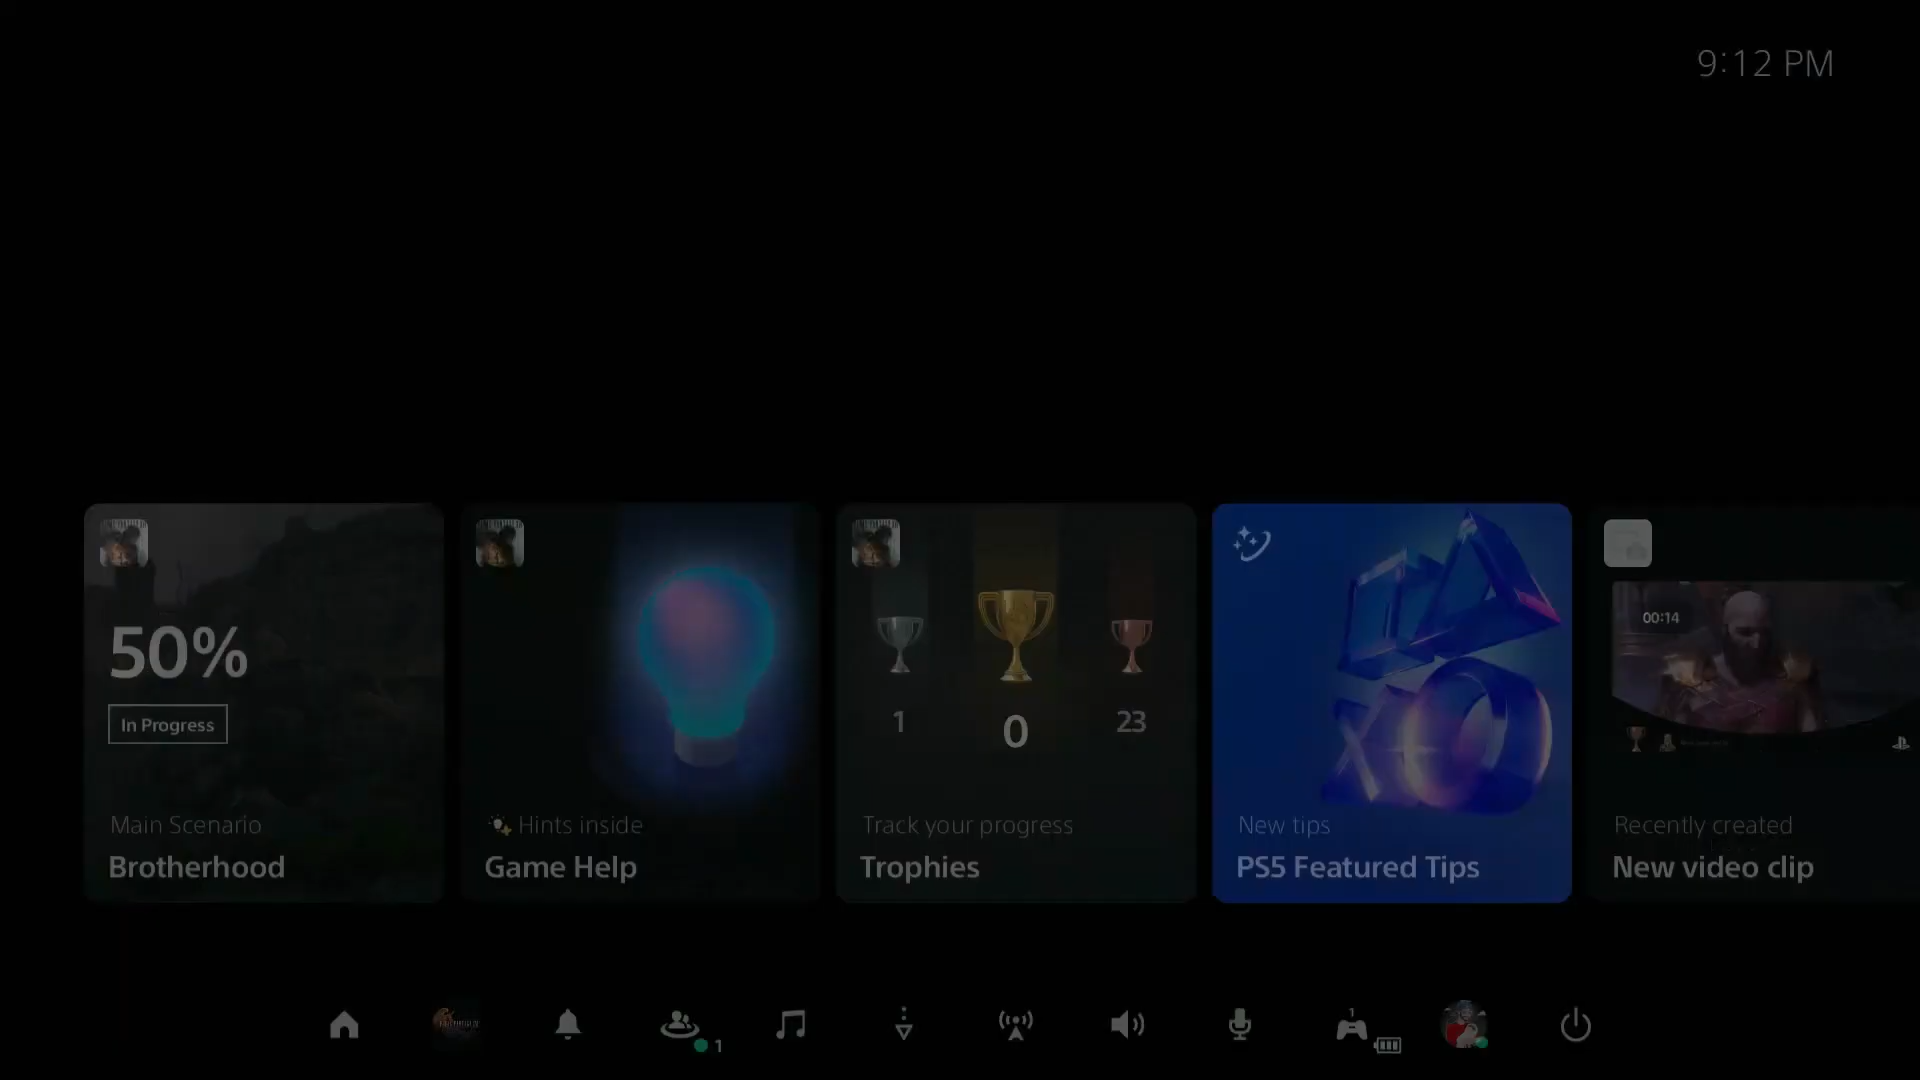 9:12 PM
50%
In Progress
Main Scenario
Brotherhood
Hints inside
Game Help
1
0
23
Track your progress
Trophies
New tips
PS5 Featured Tips
00:14
Recently created
New video clip
1
1